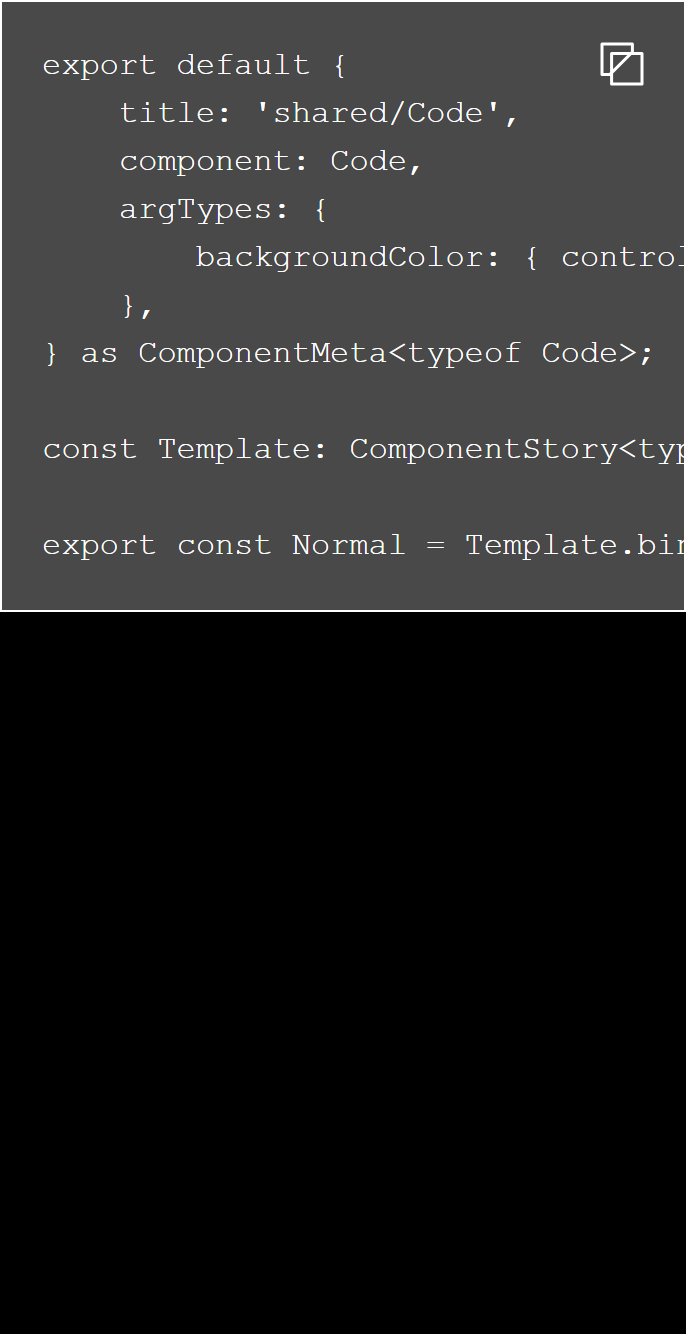 export default {
    title: 'shared/Code',
    component: Code,
    argTypes: {
        backgroundColor: { control
    },
} as ComponentMeta<typeof Code>;

const Template: ComponentStory<typ

export const Normal = Template.bin